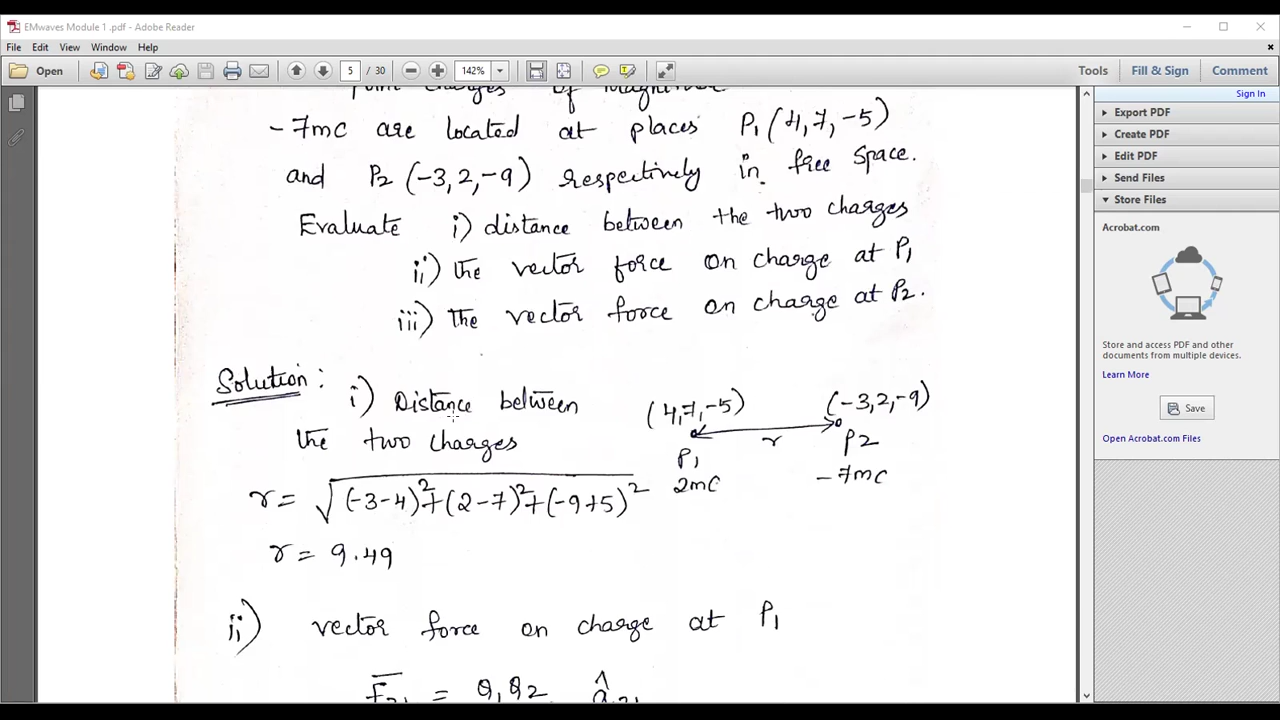 EMwaves Module 1 .pdf - Adobe Reader
File Edit View Window Help
Open 5 / 30 142% Tools Fill & Sign Comment
Sign In
Export PDF
Create PDF
Edit PDF
Send Files
Store Files
Acrobat.com
Store and access PDF and other
documents from multiple devices.
Learn More
Save
Open Acrobat.com Files
point charges of
-7mc are located at places P1 (4,7,-5)
and P2 (-3,2,-9) respectively in free space.
Evaluate i) distance between the two charges
ii) the vector force on charge at P1
iii) the vector force on charge at P2.
Solution: i) Distance between
the two charges
(4,7,-5) (-3,2,-9)
r
P1 P2
2mc -7mc
r = √(-3-4)²+(2-7)²+(-9+5)²
r = 9.49
ii) vector force on charge at P1
F21 = Q1Q2 â21